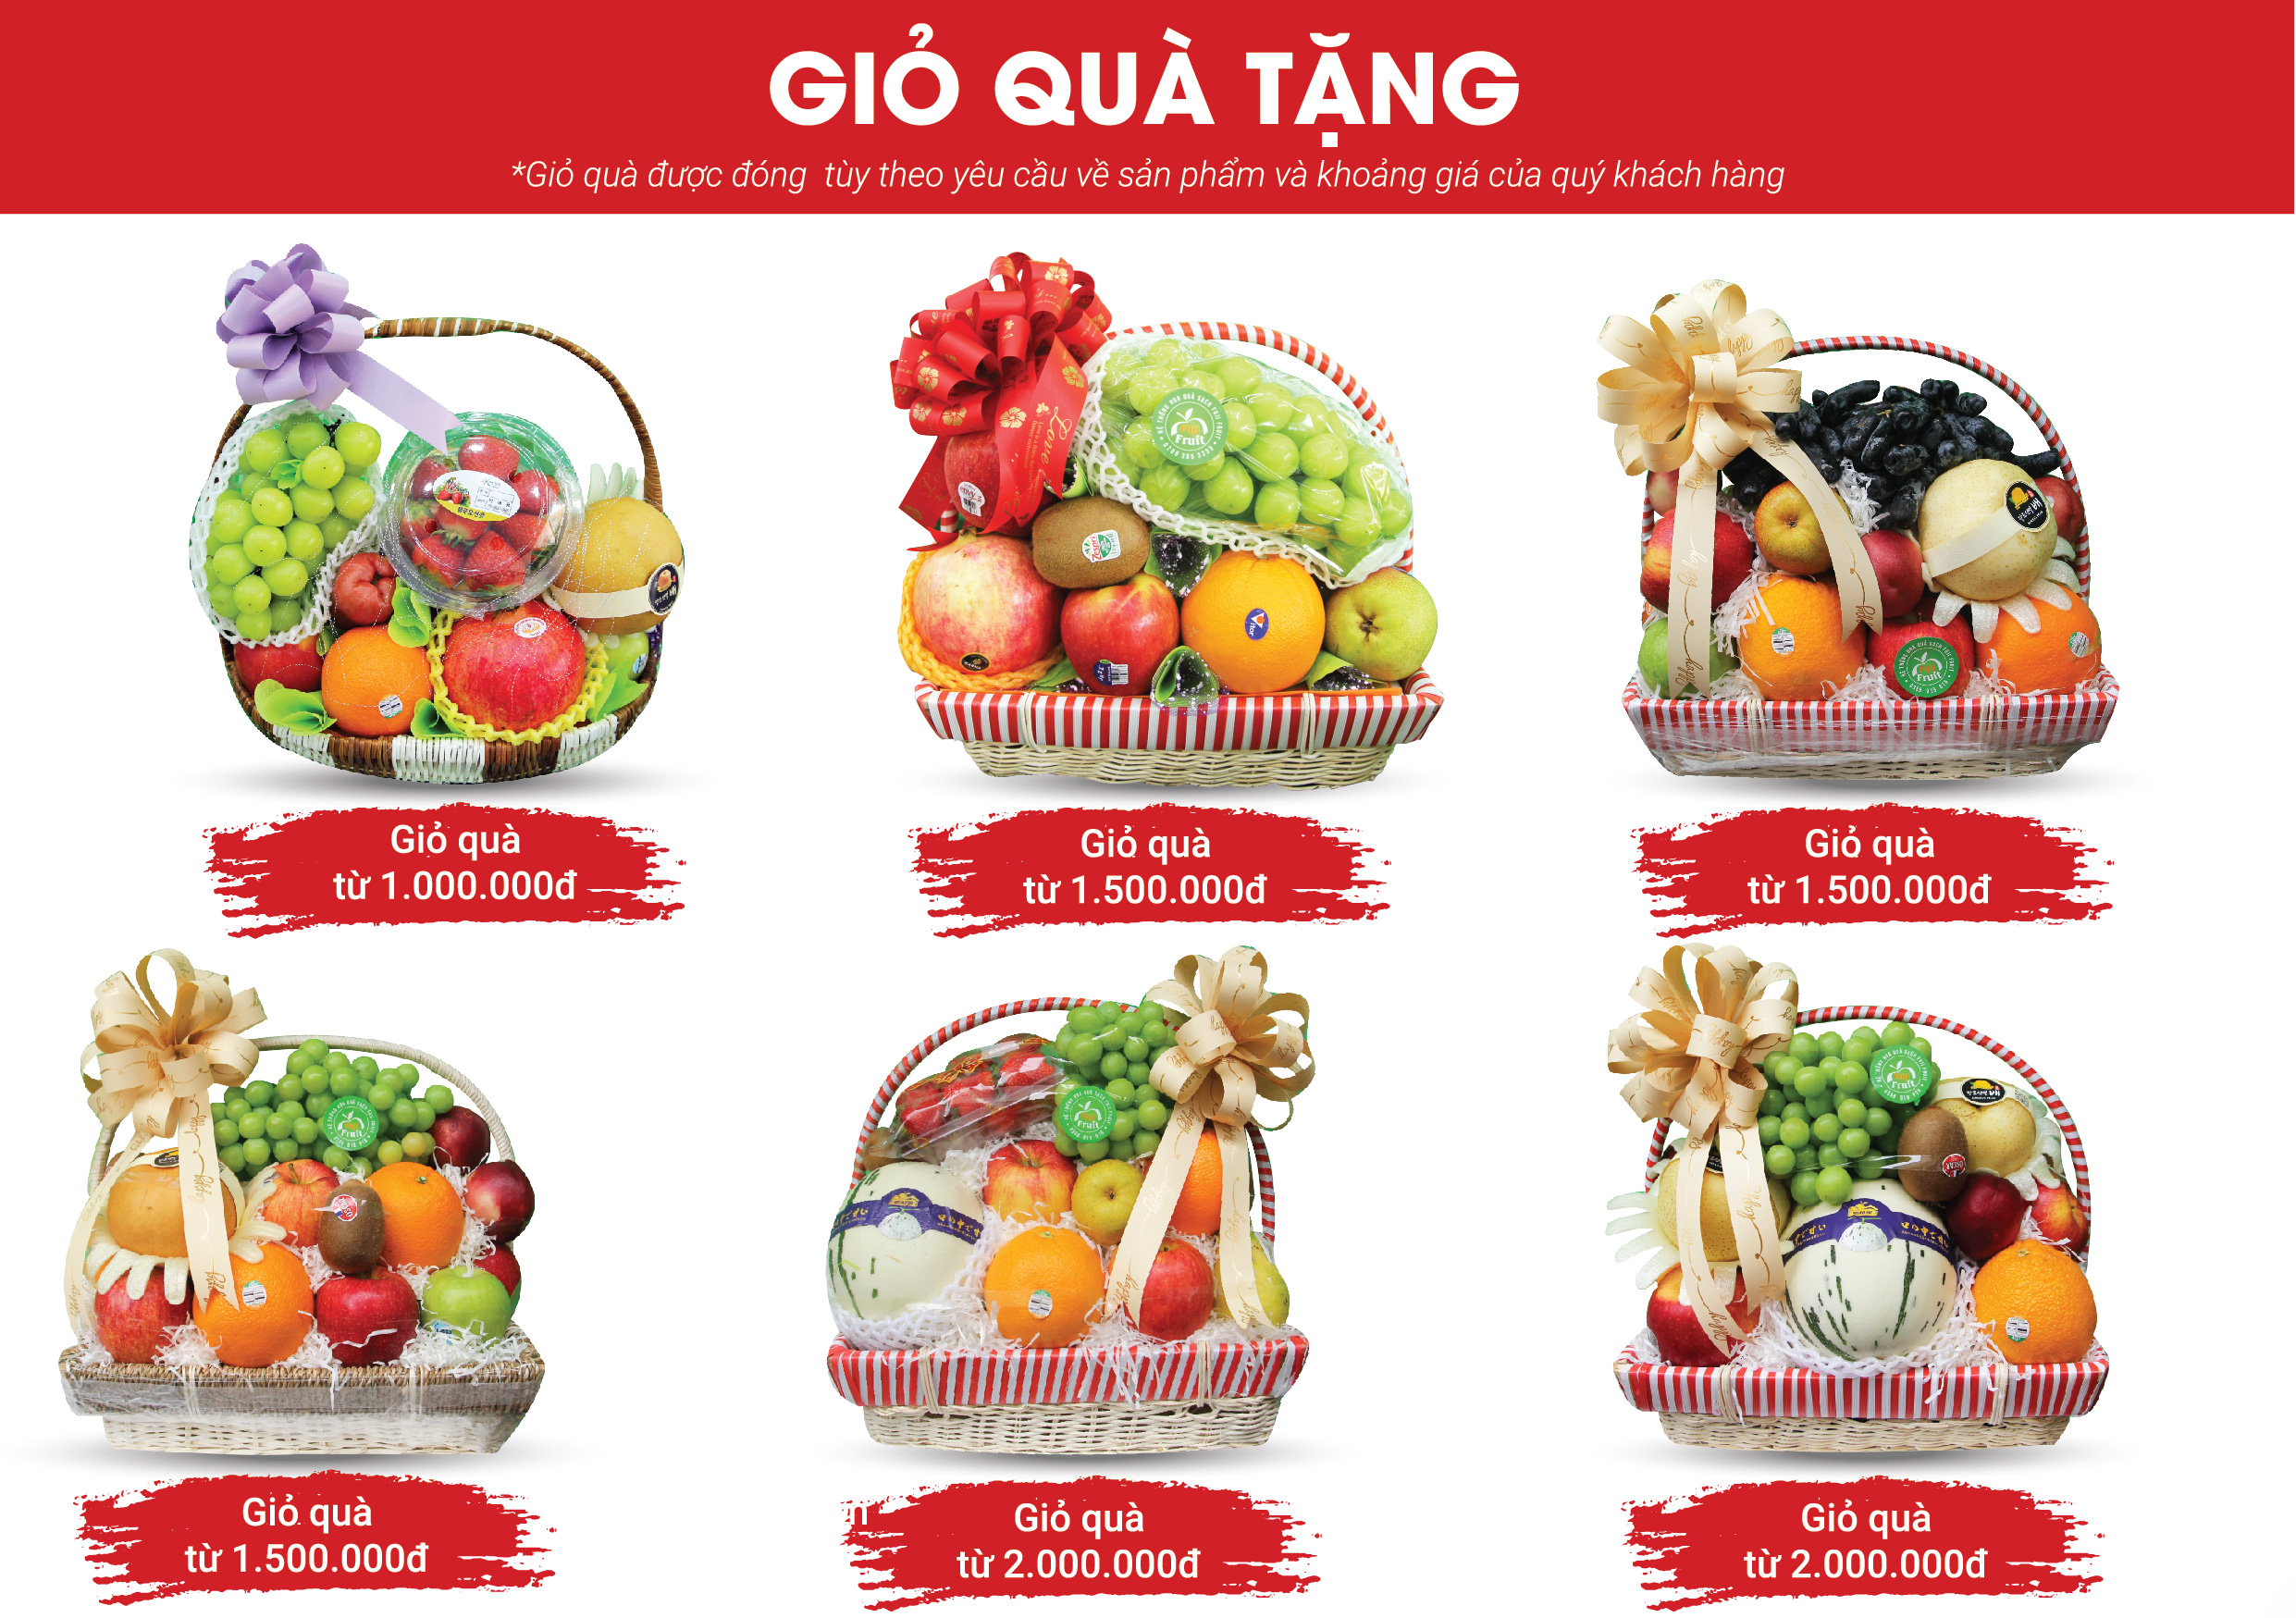 GIỎ QUÀ TẶNG
*Giỏ quà được đóng  tùy theo yêu cầu về sản phẩm và khoảng giá của quý khách hàng
Giỏ quà
từ 1.000.000đ
Giỏ quà
từ 1.500.000đ
Giỏ quà
từ 1.500.000đ
Giỏ quà
từ 1.500.000đ
Giỏ quà
từ 2.000.000đ
Giỏ quà
từ 2.000.000đ